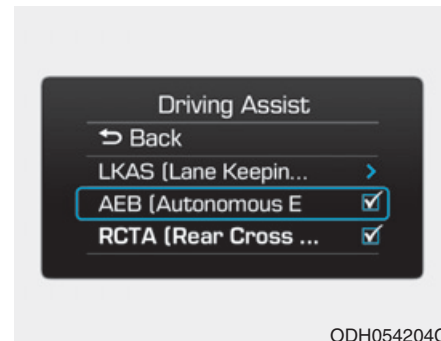 Driving Assist
Back
LKAS (Lane Keepin...
AEB (Autonomous E
RCTA (Rear Cross ...
ODH054204C